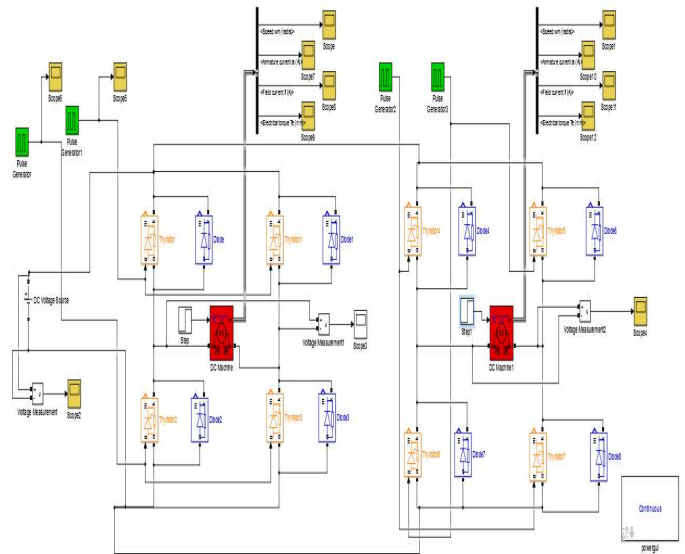 <Speed wm (rad/s)>
Scope
<Armature current ia (A)>
Scope7
<Field current if (A)>
Scope8
<Electrical torque Te (n m)>
Scope9
<Speed wm (rad/s)>
Scope1
<Armature current ia (A)>
Scope10
<Field current if (A)>
Scope11
<Electrical torque Te (n m)>
Scope12
Scope6
Scope5
Pulse
Generator
Pulse
Generator1
Pulse
Generator2
Pulse
Generator3
Thyristor
Diode
Thyristor1
Diode1
Thyristor4
Diode4
Thyristor5
DC Voltage Source
Step
DC Machine
Voltage Measurement1
Scope3
Step1
DC Machine1
Voltage Measurement2
Scope4
Voltage Measurement
Scope2
Thyristor2
Diode2
Thyristor3
Diode3
Diode7
Thyristor7
Continuous
powergui